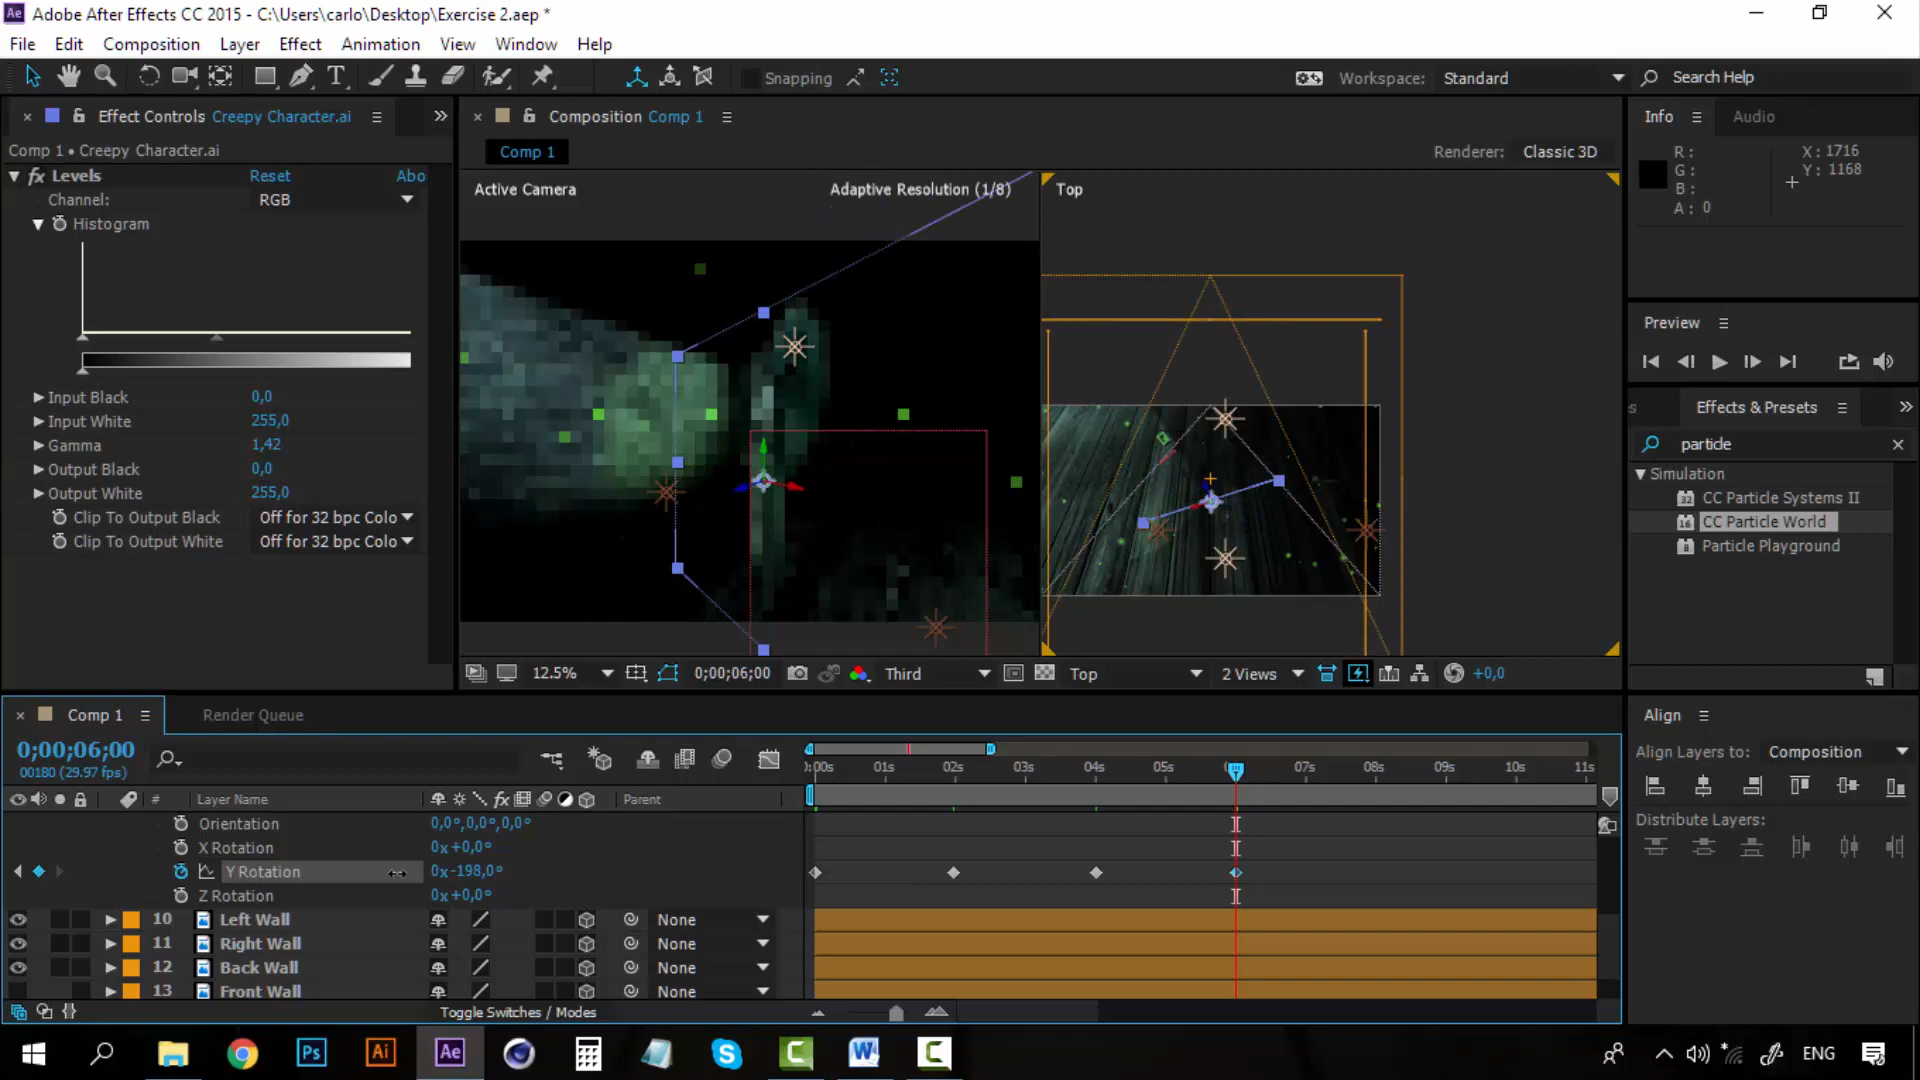 Adobe After Effects CC 2015 - C:\Users\carlo\Desktop\Exercise 2.aep *
File Edit Composition Layer Effect Animation View Window Help
Snapping
Workspace: Standard
Search Help
Effect Controls Creepy Character.ai
Comp 1 • Creepy Character.ai
fx Levels Reset Abo
Channel: RGB
Histogram
Input Black 0,0
Input White 255,0
Gamma 1,42
Output Black 0,0
Output White 255,0
Clip To Output Black Off for 32 bpc Colo
Clip To Output White Off for 32 bpc Colo
Composition Comp 1
Comp 1
Renderer: Classic 3D
Active Camera Adaptive Resolution (1/8)
Top
12.5% 0;00;06;00 Third Top 2 Views +0,0
Info Audio
R: X: 1716
G: Y: 1168
B:
A: 0
Preview
Effects & Presets
particle
Simulation
32 CC Particle Systems II
16 CC Particle World
8 Particle Playground
Comp 1 Render Queue
0;00;06;00
00180 (29.97 fps)
0:00s 01s 02s 03s 04s 05s 07s 08s 09s 10s 11s
# Layer Name fx Parent
Orientation 0,0°,0,0°,0,0°
X Rotation 0x+0,0°
Y Rotation 0x-198,0°
Z Rotation 0x+0,0°
10 Left Wall None
11 Right Wall None
12 Back Wall None
13 Front Wall None
Toggle Switches / Modes
Align
Align Layers to: Composition
Distribute Layers:
Ps Ai Ae ENG